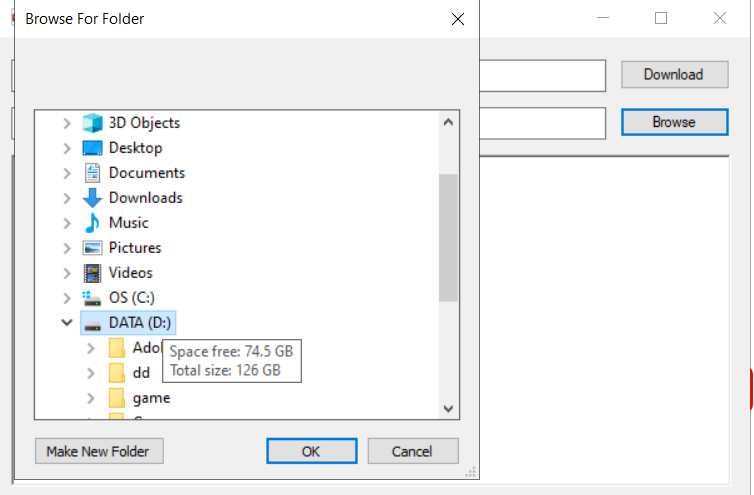 Browse For Folder
Download
Browse
3D Objects
Desktop
Documents
Downloads
Music
Pictures
Videos
OS (C:)
DATA (D:)
Space free: 74.5 GB
Total size: 126 GB
dd
game
Make New Folder
OK
Cancel